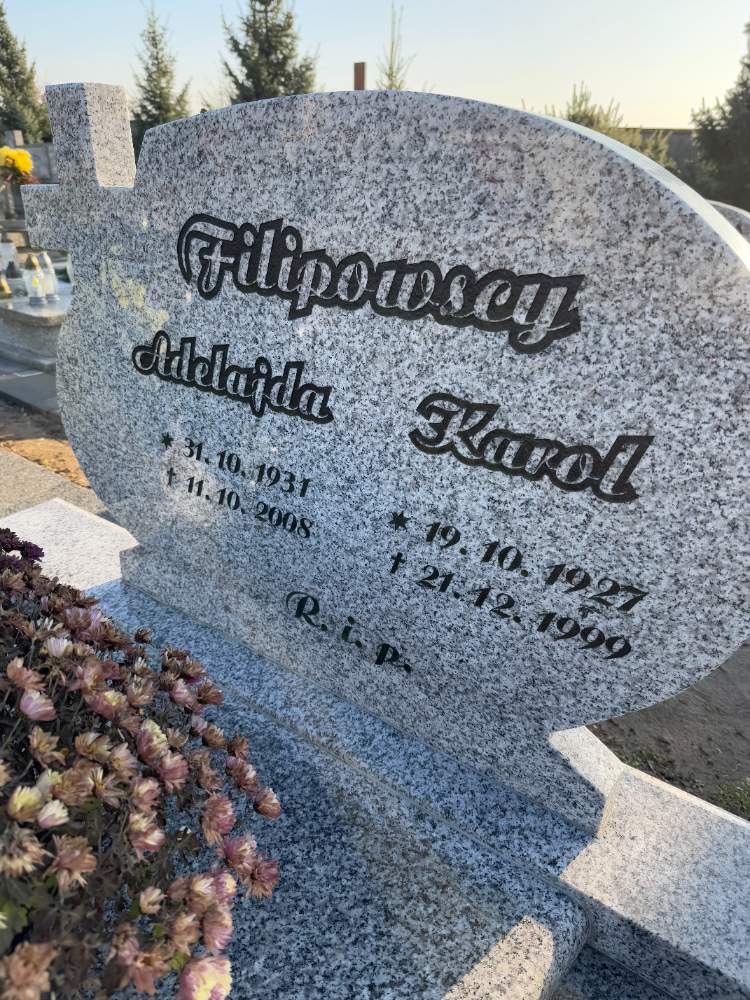 Filipowscy
Adelajda
* 31. 10. 1931
† 11. 10. 2008
Karol
* 19. 10. 1927
† 21. 12. 1999
R. i. p.